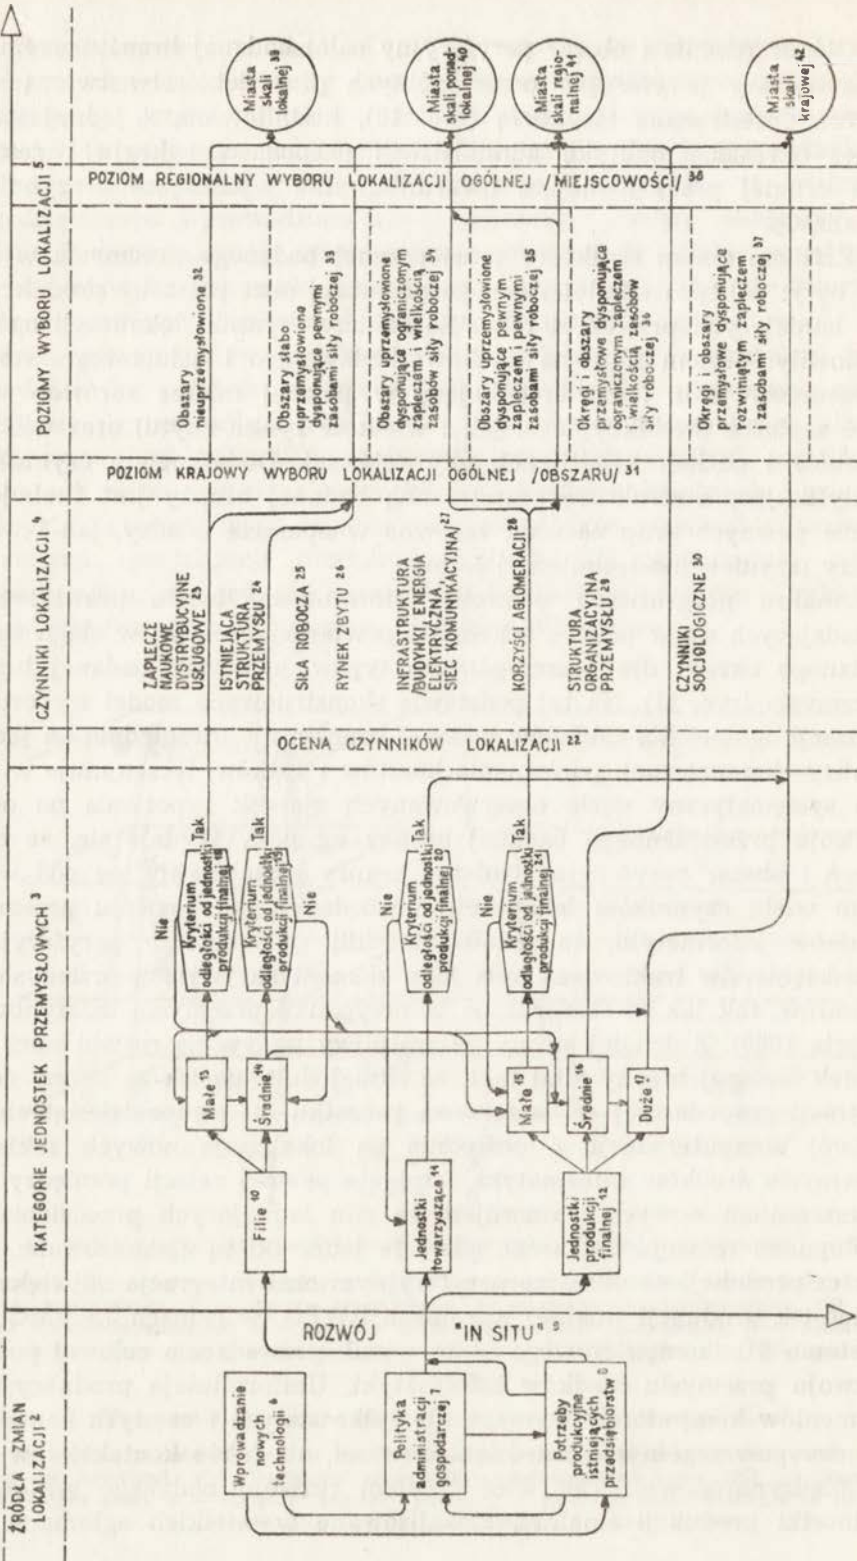 ŹRÓDŁA ZMIAN
LOKALIZACJI ²
KATEGORIE JEDNOSTEK PRZEMYSŁOWYCH ³
CZYNNIKI LOKALIZACJI ⁴
POZIOMY WYBORU LOKALIZACJI ⁵
Wprowadzanie
nowych
technologii ⁶
Polityka
administracji
gospodarczej ⁷
Potrzeby
produkcyjne
istniejących
przedsiębiorstw ⁸
ROZWÓJ "IN SITU" ⁹
Filie ¹⁰
Jednostki
towarzyszące ¹¹
Jednostki
produkcji
finalnej ¹²
Małe ¹³
Średnie ¹⁴
Małe ¹⁵
Średnie ¹⁶
Duże ¹⁷
Nie
Kryterium
odległości od jednostki
produkcji finalnej ¹⁸
Tak
Kryterium
odległości od jednostki
produkcji finalnej ¹⁹
Tak
Nie
Nie
Kryterium
odległości od jednostki
produkcji finalnej ²⁰
Tak
Nie
Kryterium
odległości od jednostki
produkcji finalnej ²¹
Tak
OCENA CZYNNIKÓW LOKALIZACJI ²²
ZAPLECZE
NAUKOWE
DYSTRYBUCYJNE
USŁUGOWE ²³
ISTNIEJĄCA
STRUKTURA
PRZEMYSŁU ²⁴
SIŁA ROBOCZA ²⁵
RYNEK ZBYTU ²⁶
INFRASTRUKTURA
/BUDYNKI, ENERGIA
ELEKTRYCZNA,
SIEĆ KOMUNIKACYJNA/ ²⁷
KORZYŚCI AGLOMERACJI ²⁸
STRUKTURA
ORGANIZACYJNA
PRZEMYSŁU ²⁹
CZYNNIKI
SOCJOLOGICZNE ³⁰
POZIOM KRAJOWY WYBORU LOKALIZACJI OGÓLNEJ /OBSZARU/ ³¹
Obszary
nieuprzemysłowione ³²
Obszary słabo
uprzemysłowione
dysponujące pewnymi
zasobami siły roboczej ³³
Obszary uprzemysłowione
dysponujące ograniczonym
zapleczem i wielkością
zasobów siły roboczej ³⁴
Obszary uprzemysłowione
dysponujące pewnym
zapleczem i pewnymi
zasobami siły roboczej ³⁵
Okręgi i obszary
przemysłowe dysponujące
ograniczonym zapleczem
i wielkością zasobów
siły roboczej ³⁶
Okręgi i obszary
przemysłowe dysponujące
rozwiniętym zapleczem
i zasobami siły roboczej ³⁷
POZIOM REGIONALNY WYBORU LOKALIZACJI OGÓLNEJ /MIEJSCOWOŚCI/ ³⁸
Miasta
skali
lokalnej ³⁹
Miasta
skali ponad-
lokalnej ⁴⁰
Miasta
skali regio-
nalnej ⁴¹
Miasta
skali
krajowej ⁴²